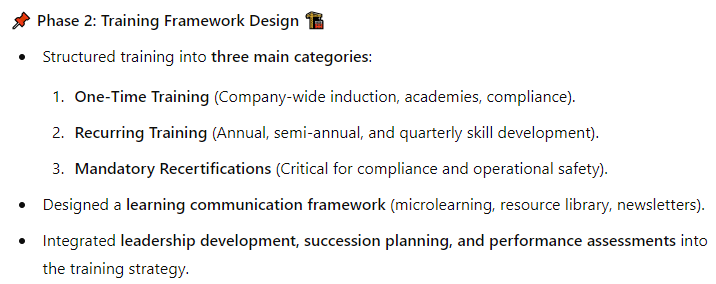 📌 Phase 2: Training Framework Design 🏗️
• Structured training into three main categories:
1. One-Time Training (Company-wide induction, academies, compliance).
2. Recurring Training (Annual, semi-annual, and quarterly skill development).
3. Mandatory Recertifications (Critical for compliance and operational safety).
• Designed a learning communication framework (microlearning, resource library, newsletters).
• Integrated leadership development, succession planning, and performance assessments into
the training strategy.